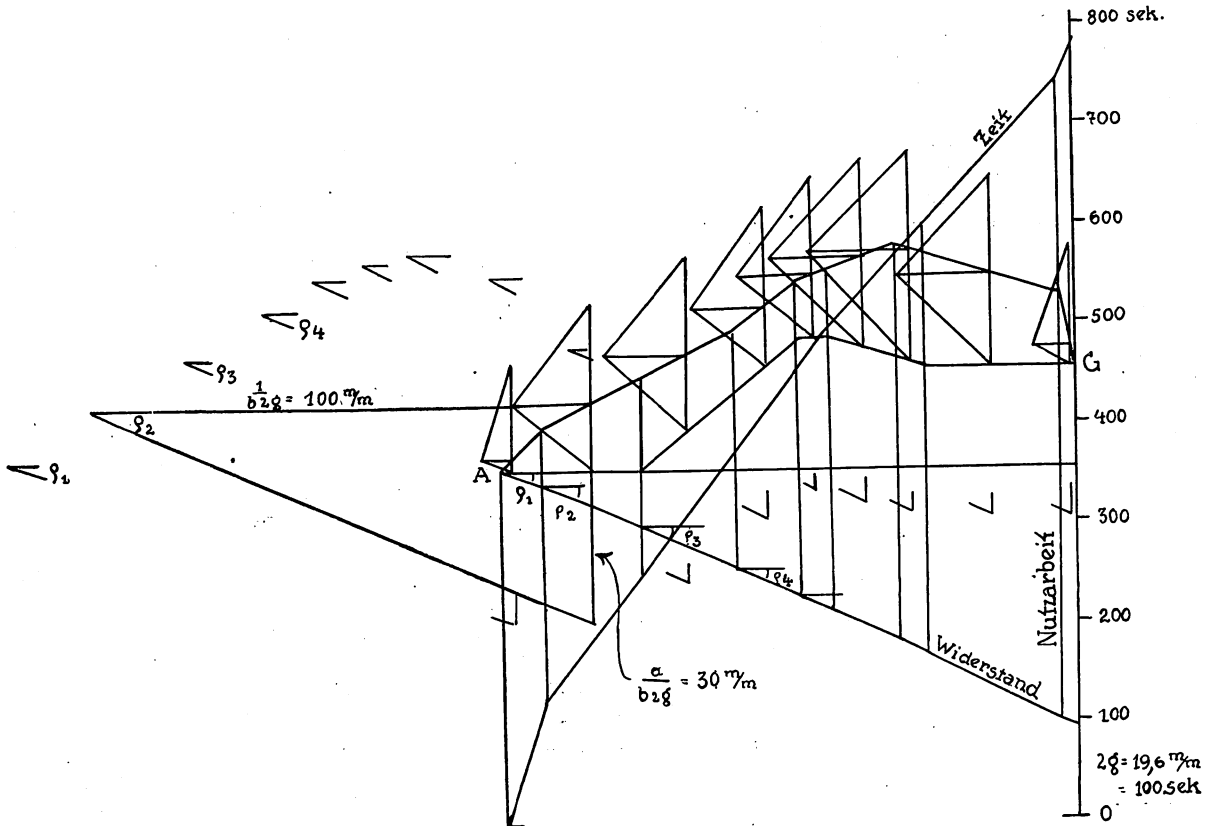 800 sek.
700
Zeit
600
500
ρ4
ρ3
G
1/b2g = 100 m/m
400
ρ2
A
ρ1
ρ1
ρ2
300
ρ3
ρ4
Nutzarbeit
200
Widerstand
a/b2g = 30 m/m
100
2g = 19,6 m/m
= 100 sek
0